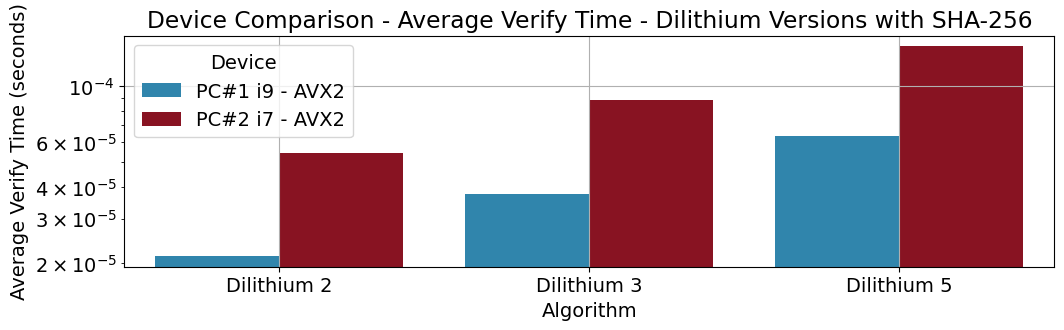 Device Comparison - Average Verify Time - Dilithium Versions with SHA-256
Average Verify Time (seconds)
10⁻⁴
6 × 10⁻⁵
4 × 10⁻⁵
3 × 10⁻⁵
2 × 10⁻⁵
Device
PC#1 i9 - AVX2
PC#2 i7 - AVX2
Dilithium 2
Dilithium 3
Dilithium 5
Algorithm